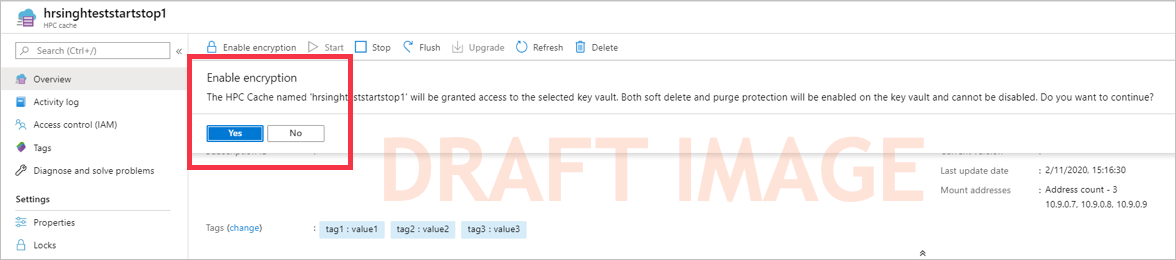 hrsinghteststartstop1
HPC cache
Search (Ctrl+/)
«
Enable encryption Start Stop Flush Upgrade Refresh Delete
Overview
Activity log
Access control (IAM)
Tags
Diagnose and solve problems
Settings
Properties
Locks
Enable encryption
The HPC Cache named 'hrsinghteststartstop1' will be granted access to the selected key vault. Both soft delete and purge protection will be enabled on the key vault and cannot be disabled. Do you want to continue?
Yes No
DRAFT IMAGE
Last update date : 2/11/2020, 15:16:30
Mount addresses : Address count - 3
10.9.0.7, 10.9.0.8, 10.9.0.9
Tags (change) : tag1 : value1 tag2 : value2 tag3 : value3